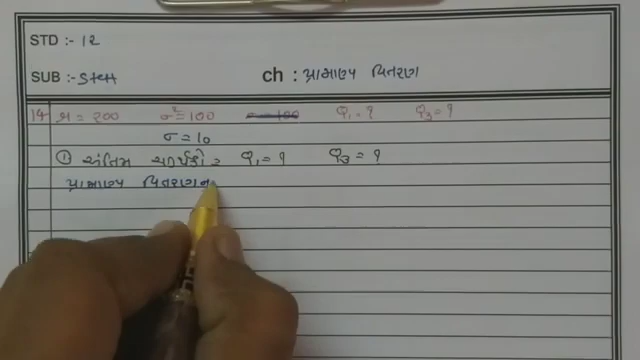 STD :- 12
SUB :- Stat ch : પ્રામાણ્ય વિતરણ
14 μ = 200 σ² = 100 Q₁ = ? Q₃ = ?
σ = 10
① અંતિમ ચતુર્થકો = Q₁ = ? Q₃ = ?
પ્રામાણ્ય વિતરણન